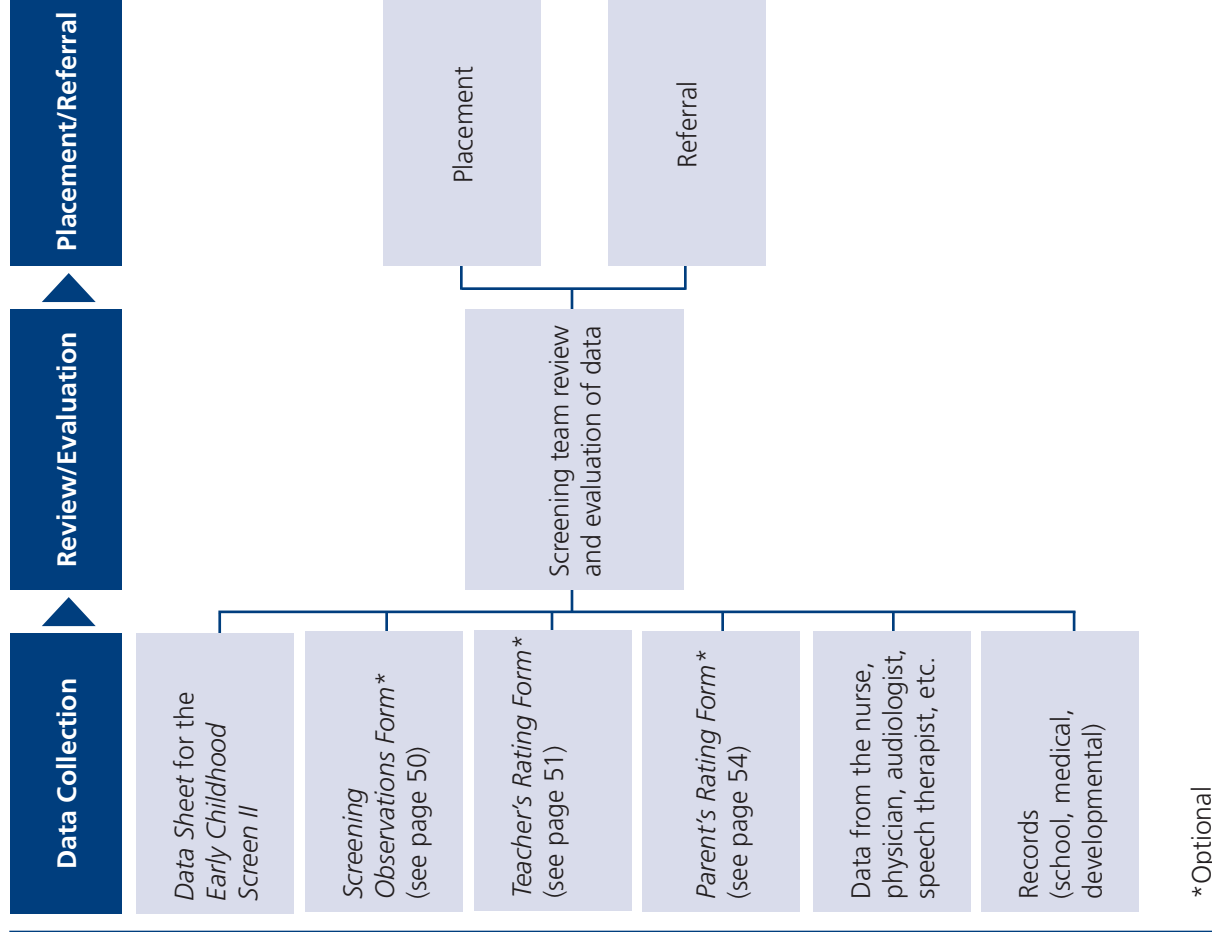 Data Collection
Review/Evaluation
Placement/Referral
Data Sheet for the
Early Childhood
Screen II
Screening
Observations Form*
(see page 50)
Teacher's Rating Form*
(see page 51)
Parent's Rating Form*
(see page 54)
Data from the nurse,
physician, audiologist,
speech therapist, etc.
Records
(school, medical,
developmental)
Screening team review
and evaluation of data
Placement
Referral
*Optional